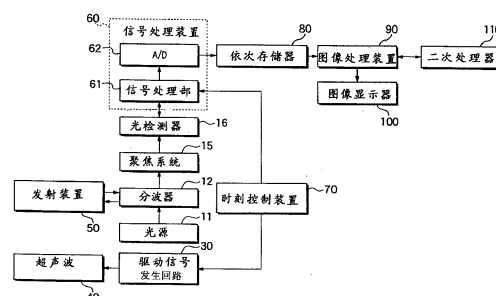 60
信号处理装置
62
A/D
80
依次存储器
90
图像处理装置
110
二次处理器
61
信号处理部
图像显示器
100
光检测器
16
聚焦系统
15
发射装置
50
分波器
12
时刻控制装置
70
光源
11
30
超声波
驱动信号
发生回路